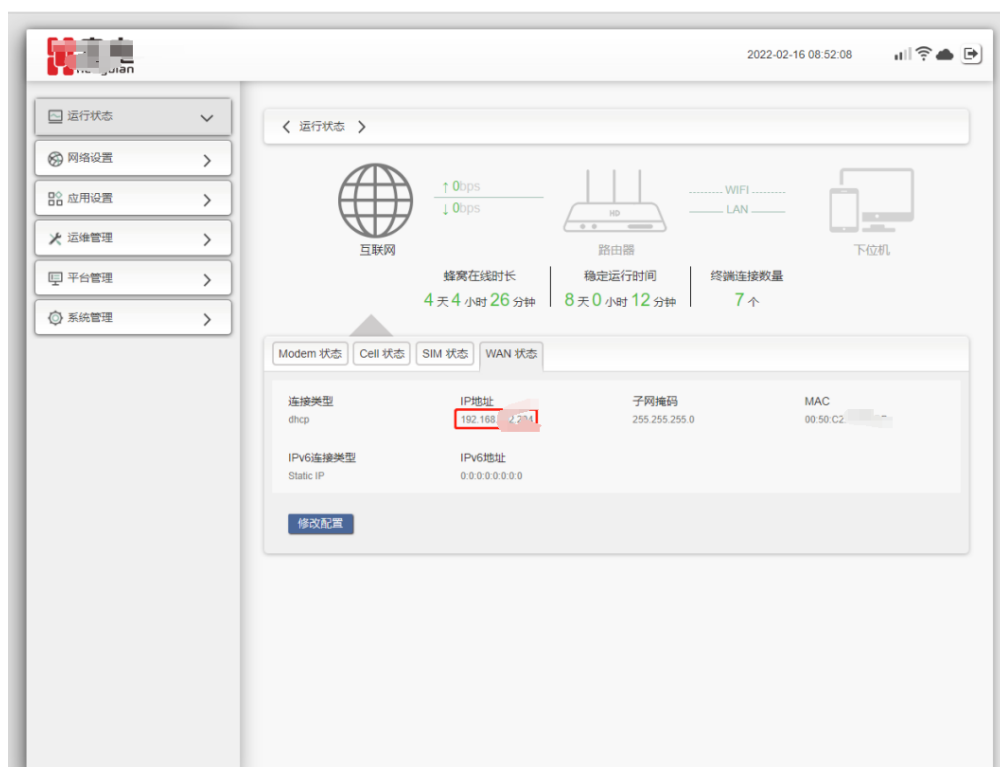 2022-02-16 08:52:08
运行状态
网络设置
应用设置
运维管理
平台管理
系统管理
运行状态
↑ 0bps
↓ 0bps
WIFI
LAN
HD
互联网
路由器
下位机
蜂窝在线时长 稳定运行时间 终端连接数量
4 天 4 小时 26 分钟 8 天 0 小时 12 分钟 7 个
Modem 状态 Cell 状态 SIM 状态 WAN 状态
连接类型 IP地址 子网掩码 MAC
dhcp 192.168. 255.255.255.0 00:50:C2:
IPv6连接类型 IPv6地址
Static IP 0:0:0:0:0:0:0:0
修改配置